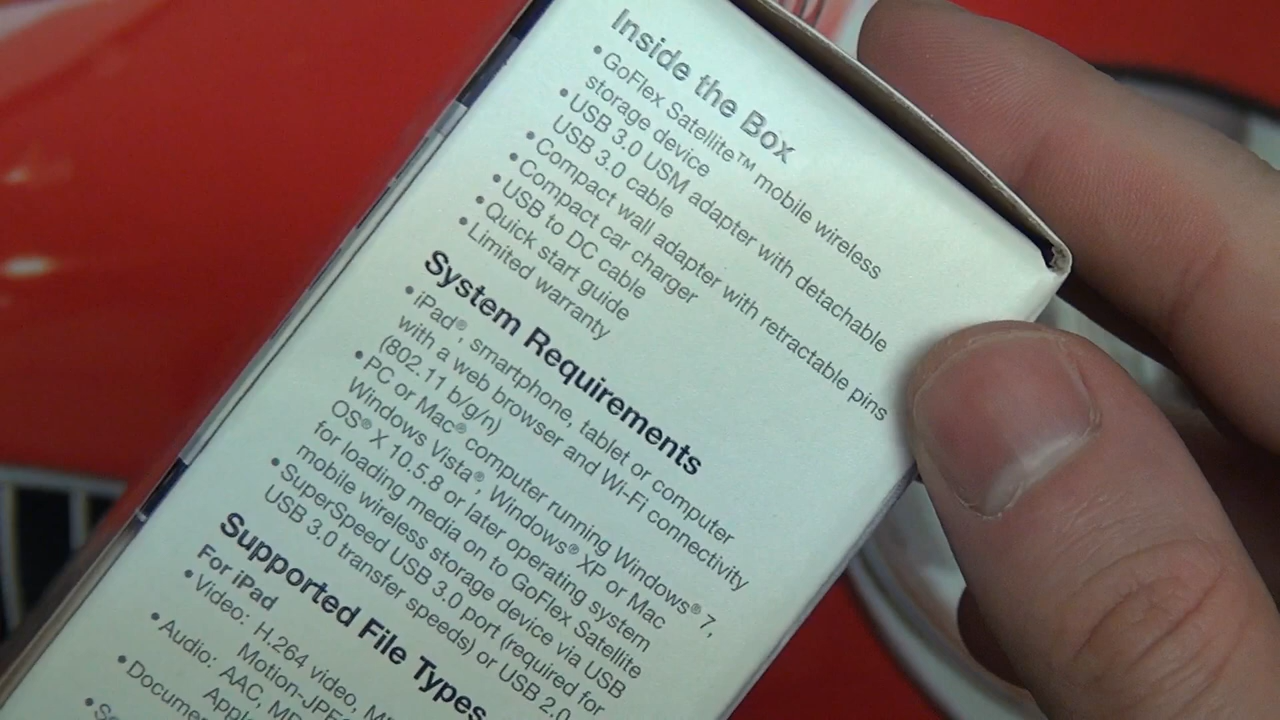 Inside the Box
• GoFlex Satellite™ mobile wireless
storage device
• USB 3.0 USM adapter with detachable
USB 3.0 cable
• Compact wall adapter with retractable pins
• Compact car charger
• USB to DC cable
• Quick start guide
• Limited warranty
System Requirements
• iPad®, smartphone, tablet or computer
with a web browser and Wi-Fi connectivity
(802.11 b/g/n)
• PC or Mac® computer running Windows® 7,
Windows Vista®, Windows® XP or Mac
OS® X 10.5.8 or later operating system
for loading media on to GoFlex Satellite
mobile wireless storage device via USB
• SuperSpeed USB 3.0 port (required for
USB 3.0 transfer speeds) or USB 2.0
Supported File Types
For iPad
• Video: H.264 video,
• Audio: AAC,